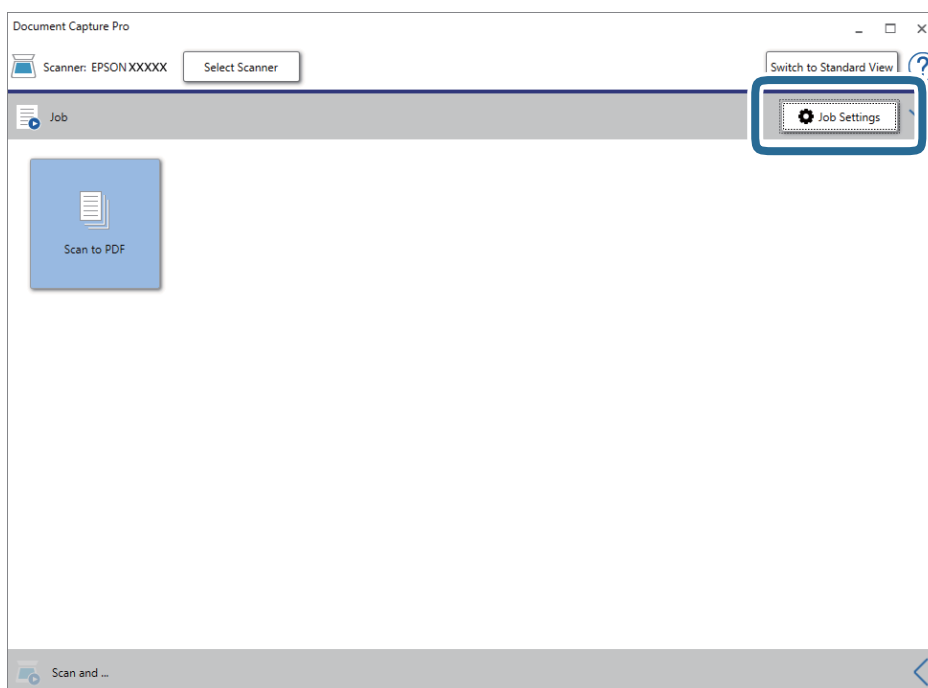 Document Capture Pro
Scanner: EPSON XXXXX Select Scanner Switch to Standard View ?
Job Job Settings
Scan to PDF
Scan and ...